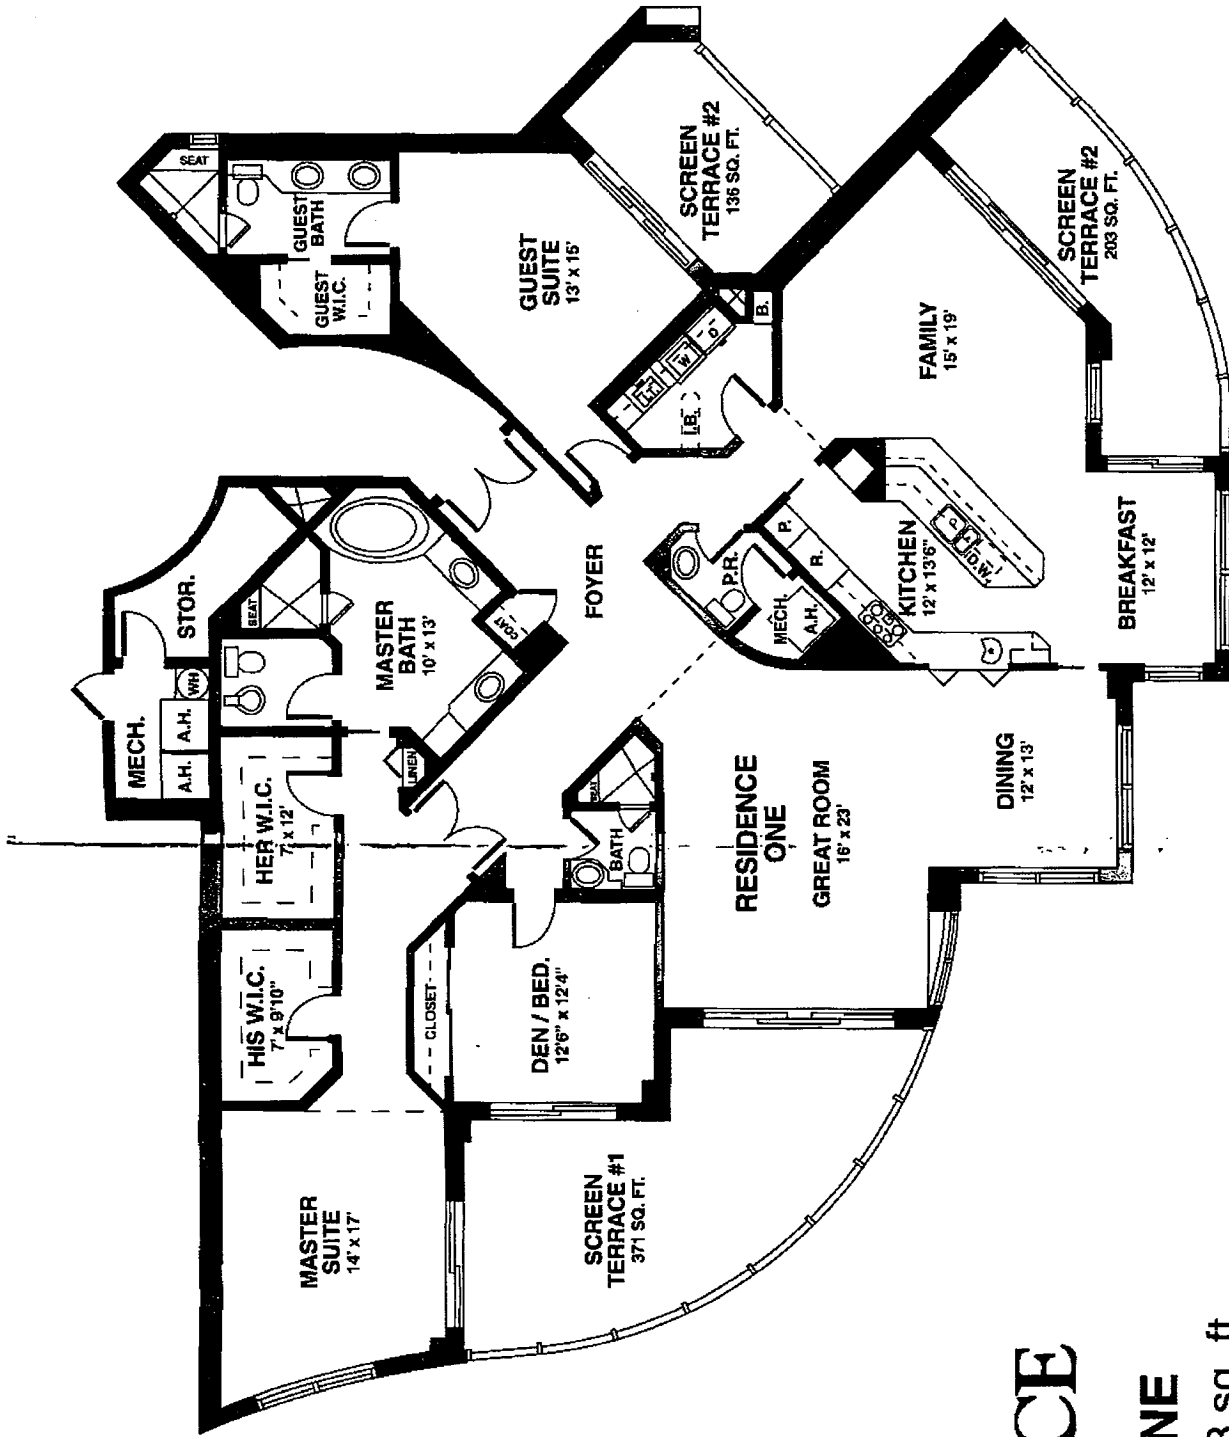 SEAT
GUEST
BATH
GUEST
W.I.C.
GUEST
SUITE
13' x 15'
SCREEN
TERRACE #2
136 SQ. FT.
SCREEN
TERRACE #2
203 SQ. FT.
FAMILY
15' x 19'
BREAKFAST
12' x 12'
KITCHEN
12' x 13'6"
D.W.
P.
R.
B.
D
W
L.T.
I.B.
P.R.
MECH.
A.H.
FOYER
COAT
STOR.
SEAT
MASTER
BATH
10' x 13'
MECH.
WH
A.H.
A.H.
LINEN
HER W.I.C.
7' x 12'
HIS W.I.C.
7' x 9'10"
CLOSET
SEAT
BATH
DEN / BED.
12'6" x 12'4"
RESIDENCE
ONE
GREAT ROOM
16' x 23'
DINING
12' x 13'
MASTER
SUITE
14' x 17'
SCREEN
TERRACE #1
371 SQ. FT.
CE
NE
sq. ft